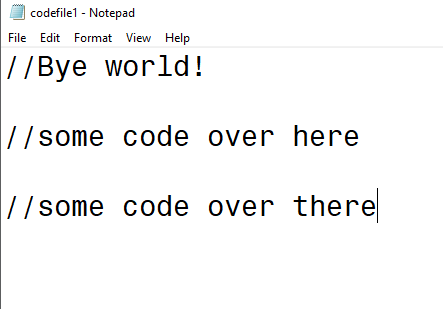 codefile1 - Notepad
File Edit Format View Help
//Bye world!
//some code over here
//some code over there